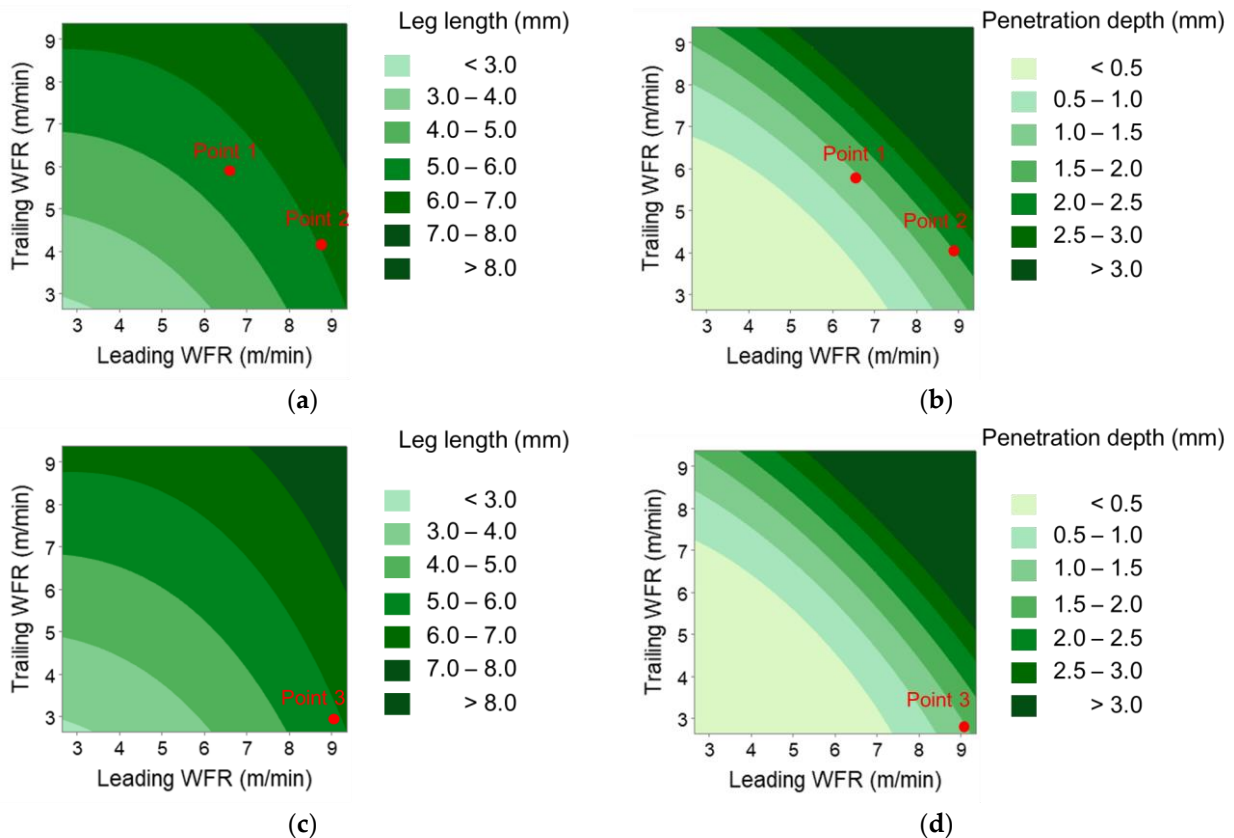 Leg length (mm)
< 3.0
3.0 – 4.0
4.0 – 5.0
5.0 – 6.0
6.0 – 7.0
7.0 – 8.0
> 8.0
Trailing WFR (m/min)
9
8
7
6
5
4
3
Point 1
Point 2
3 4 5 6 7 8 9
Leading WFR (m/min)
(a)
Penetration depth (mm)
< 0.5
0.5 – 1.0
1.0 – 1.5
1.5 – 2.0
2.0 – 2.5
2.5 – 3.0
> 3.0
Trailing WFR (m/min)
9
8
7
6
5
4
3
Point 1
Point 2
3 4 5 6 7 8 9
Leading WFR (m/min)
(b)
Leg length (mm)
< 3.0
3.0 – 4.0
4.0 – 5.0
5.0 – 6.0
6.0 – 7.0
7.0 – 8.0
> 8.0
Trailing WFR (m/min)
9
8
7
6
5
4
3
Point 3
3 4 5 6 7 8 9
Leading WFR (m/min)
(c)
Penetration depth (mm)
< 0.5
0.5 – 1.0
1.0 – 1.5
1.5 – 2.0
2.0 – 2.5
2.5 – 3.0
> 3.0
Trailing WFR (m/min)
9
8
7
6
5
4
3
Point 3
3 4 5 6 7 8 9
Leading WFR (m/min)
(d)